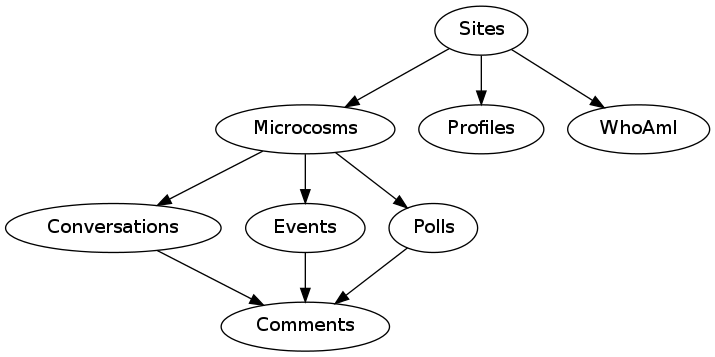 Sites
Microcosms
Profiles
WhoAmI
Conversations
Events
Polls
Comments